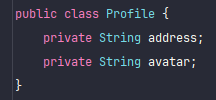 public class Profile {
    private String address;
    private String avatar;
}